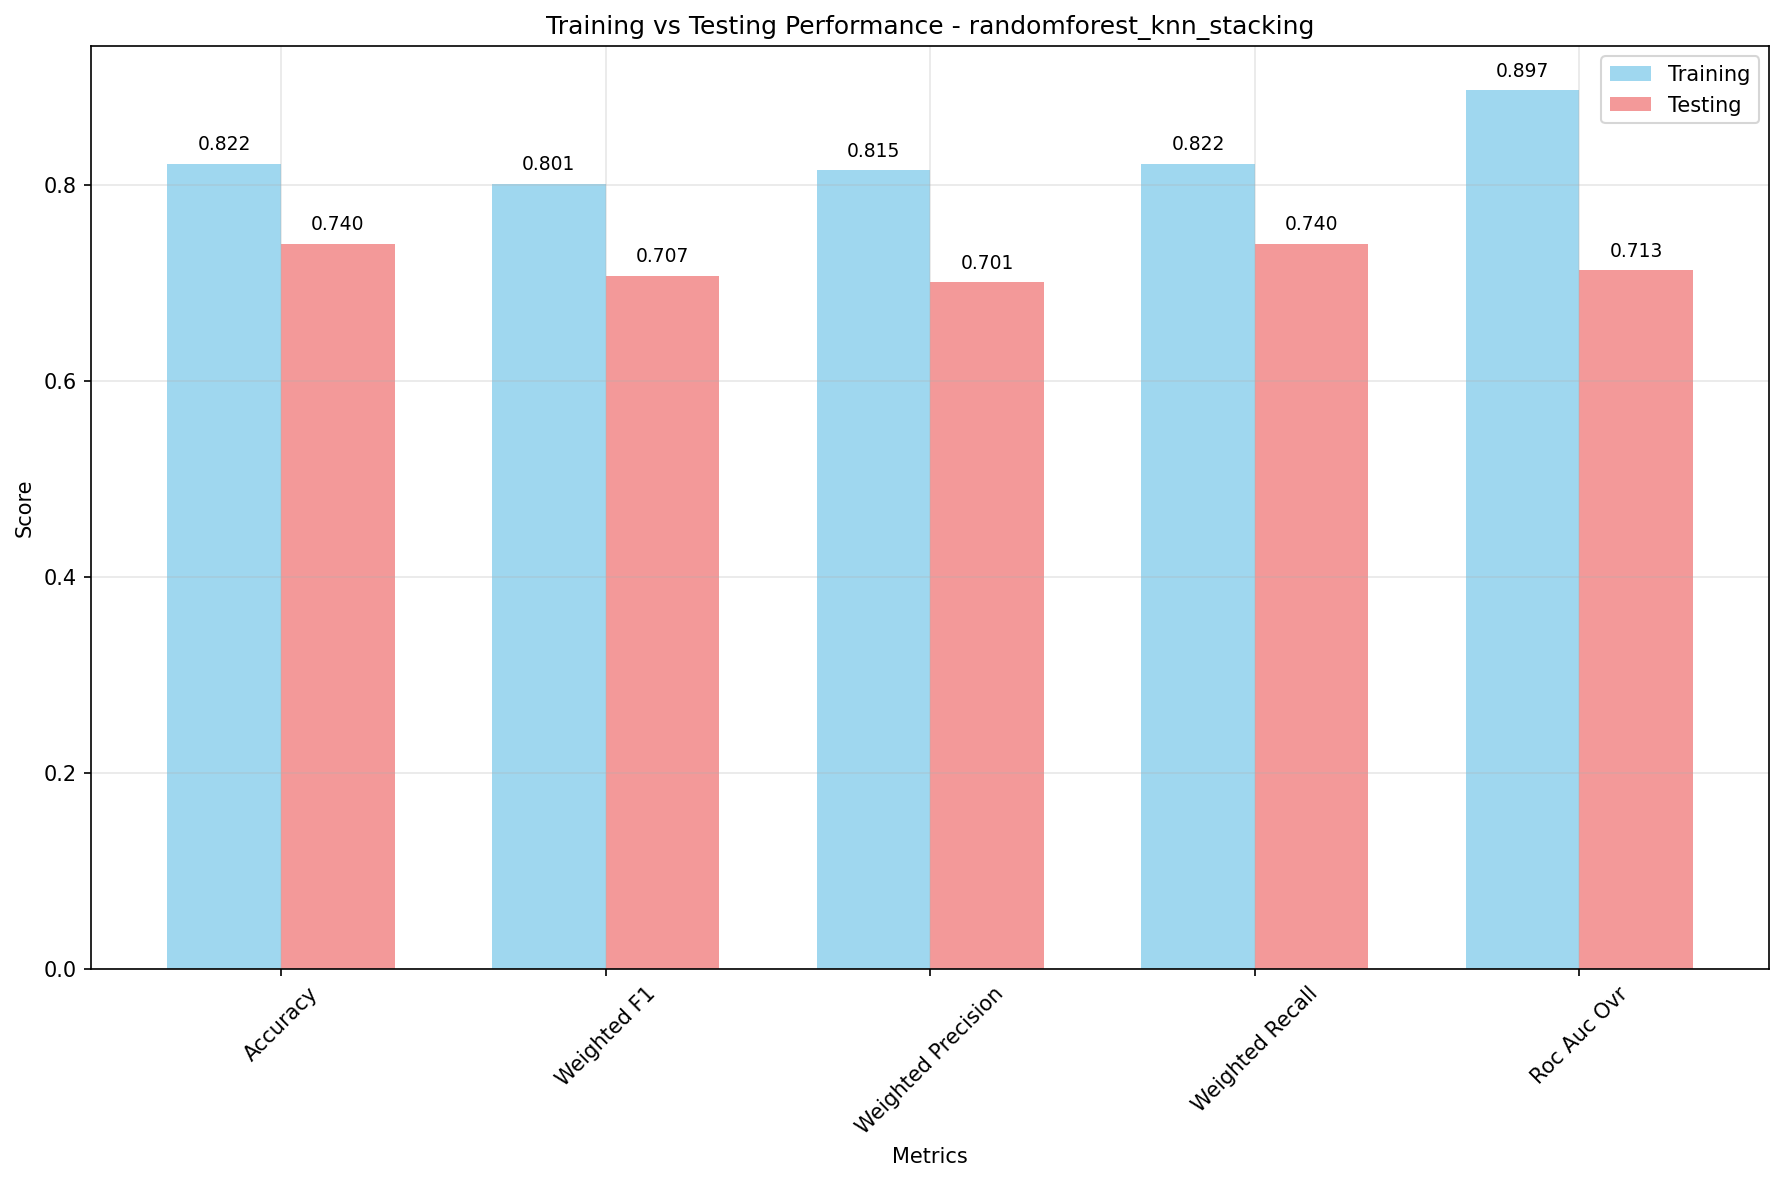 Training vs Testing Performance - randomforest_knn_stacking
Training
Testing
0.897
0.822
0.801
0.815
0.822
0.740
0.707
0.701
0.740
0.713
0.8
0.6
0.4
0.2
0.0
Score
Accuracy
Weighted F1
Weighted Precision
Weighted Recall
Roc Auc Ovr
Metrics